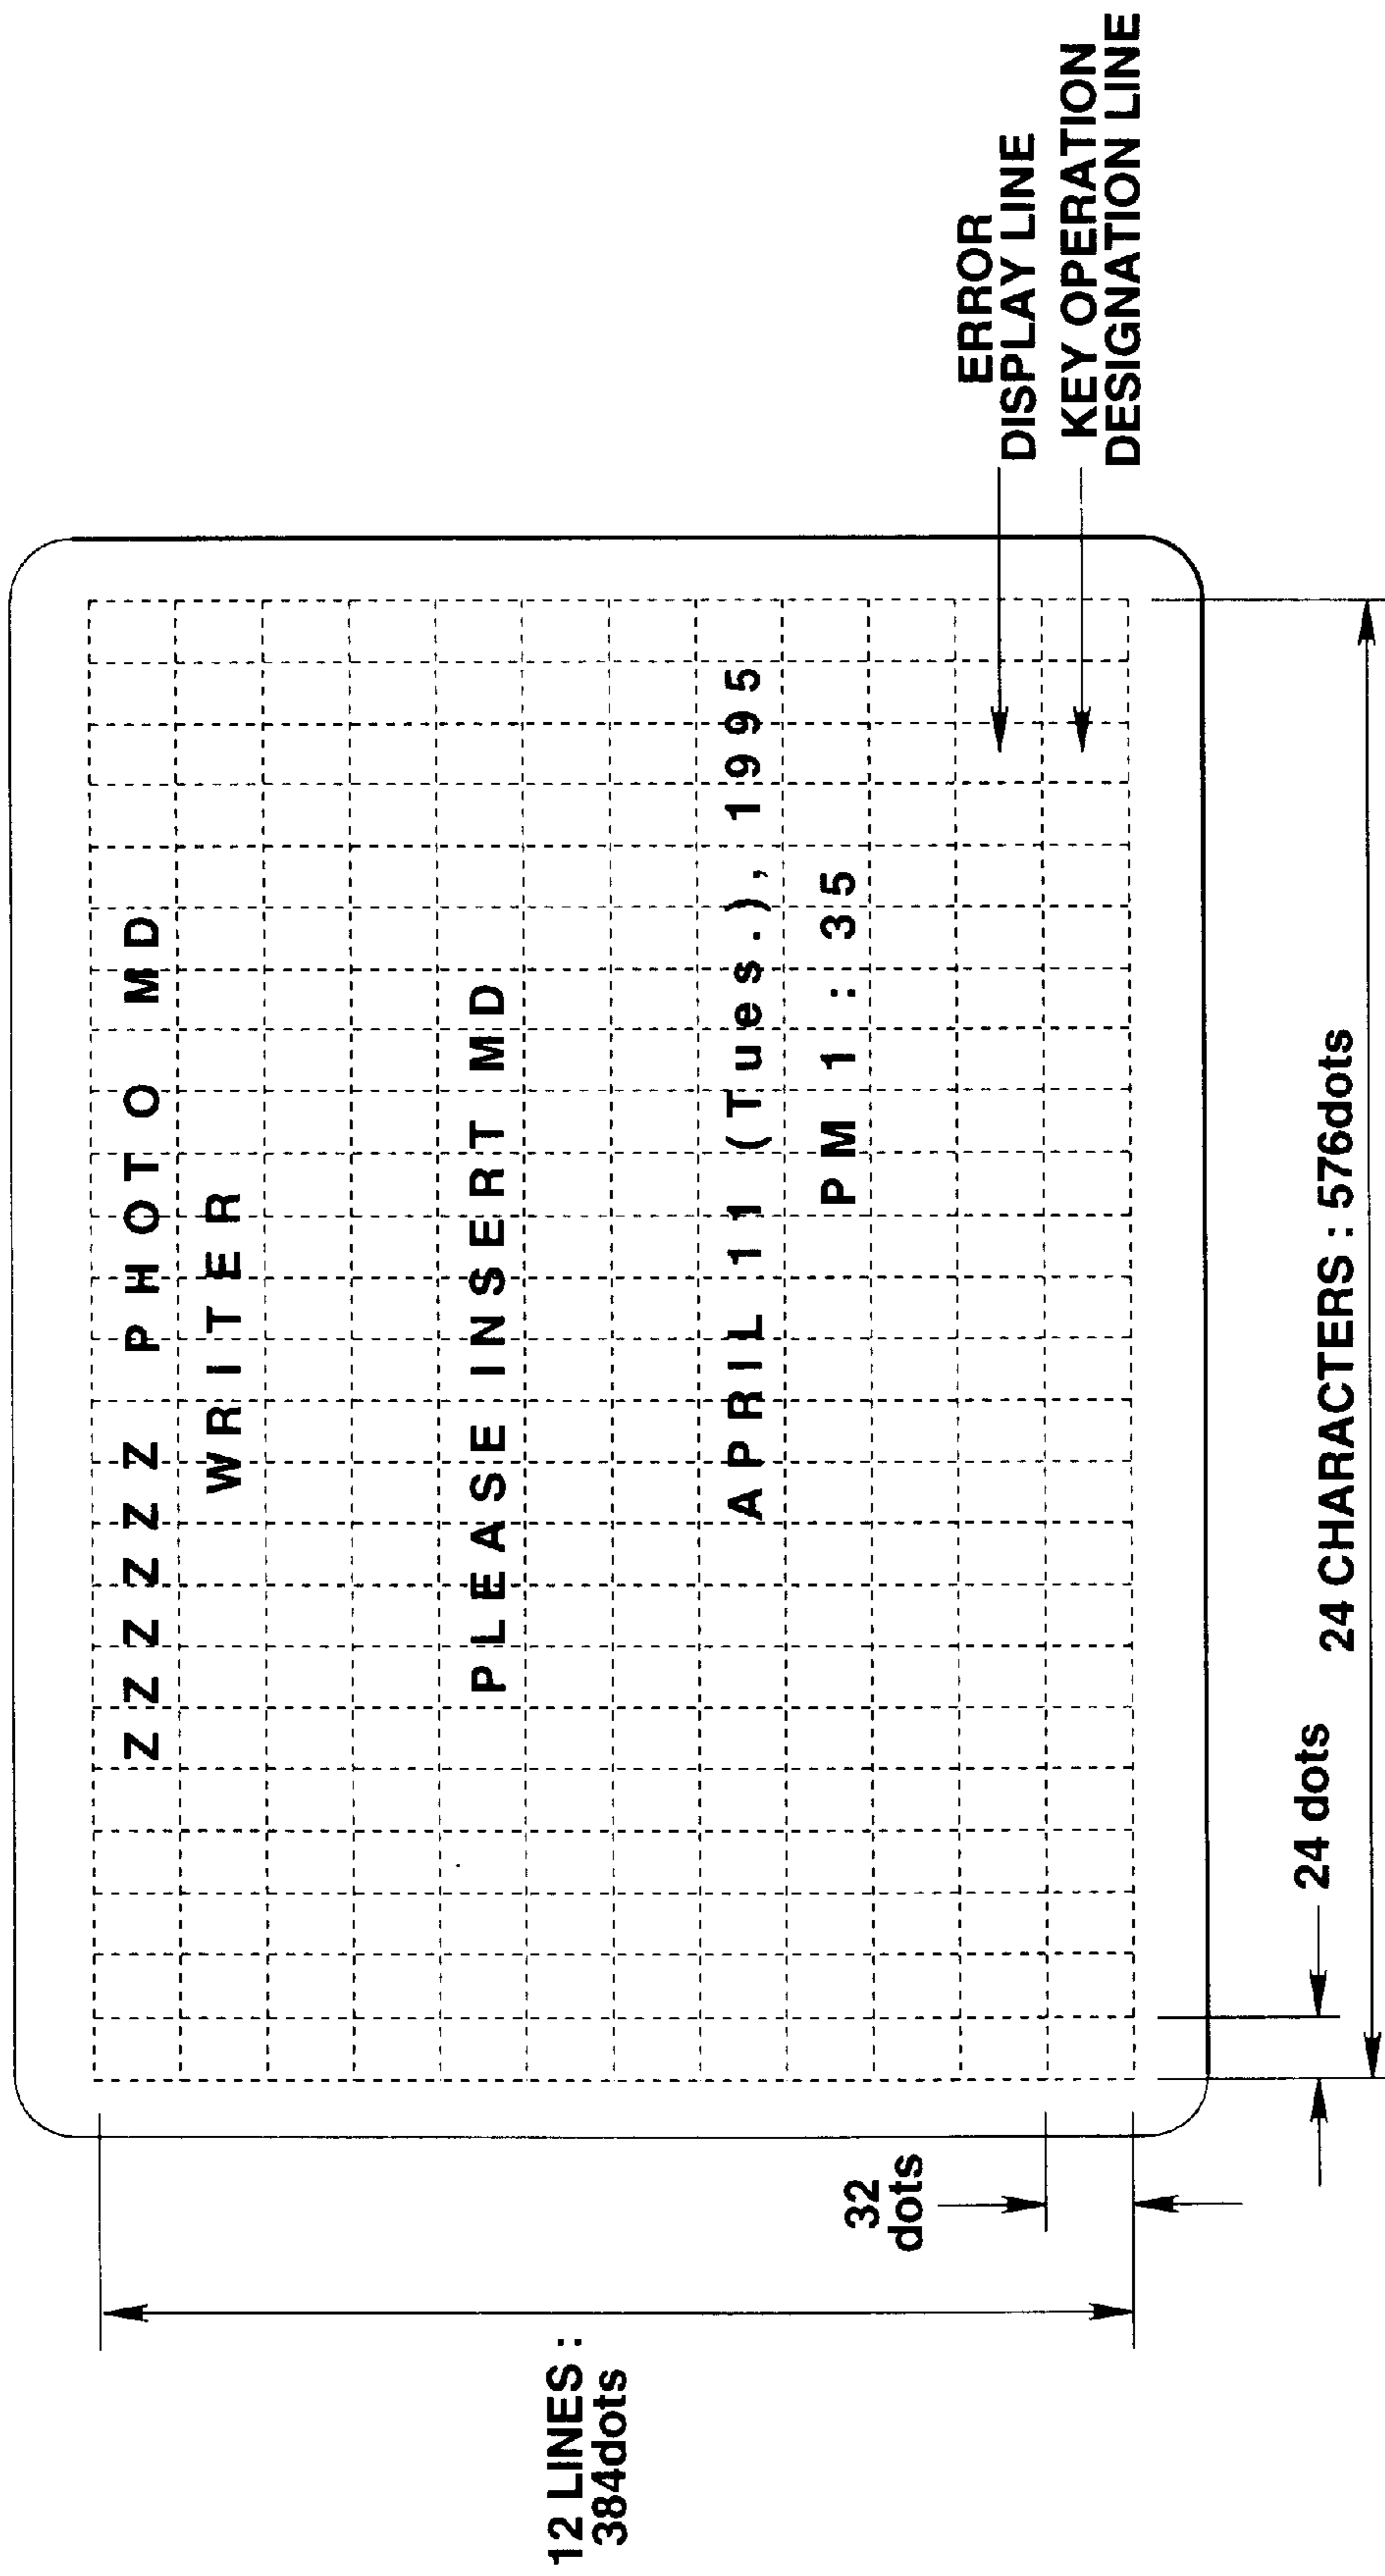 ZZZZZZ PHOTO MD
WRITER
PLEASE INSERT MD
APRIL 11 (Tues.), 1995
PM 1 : 35
ERROR
DISPLAY LINE
KEY OPERATION
DESIGNATION LINE
12 LINES :
384dots
32
dots
24 dots
24 CHARACTERS : 576dots